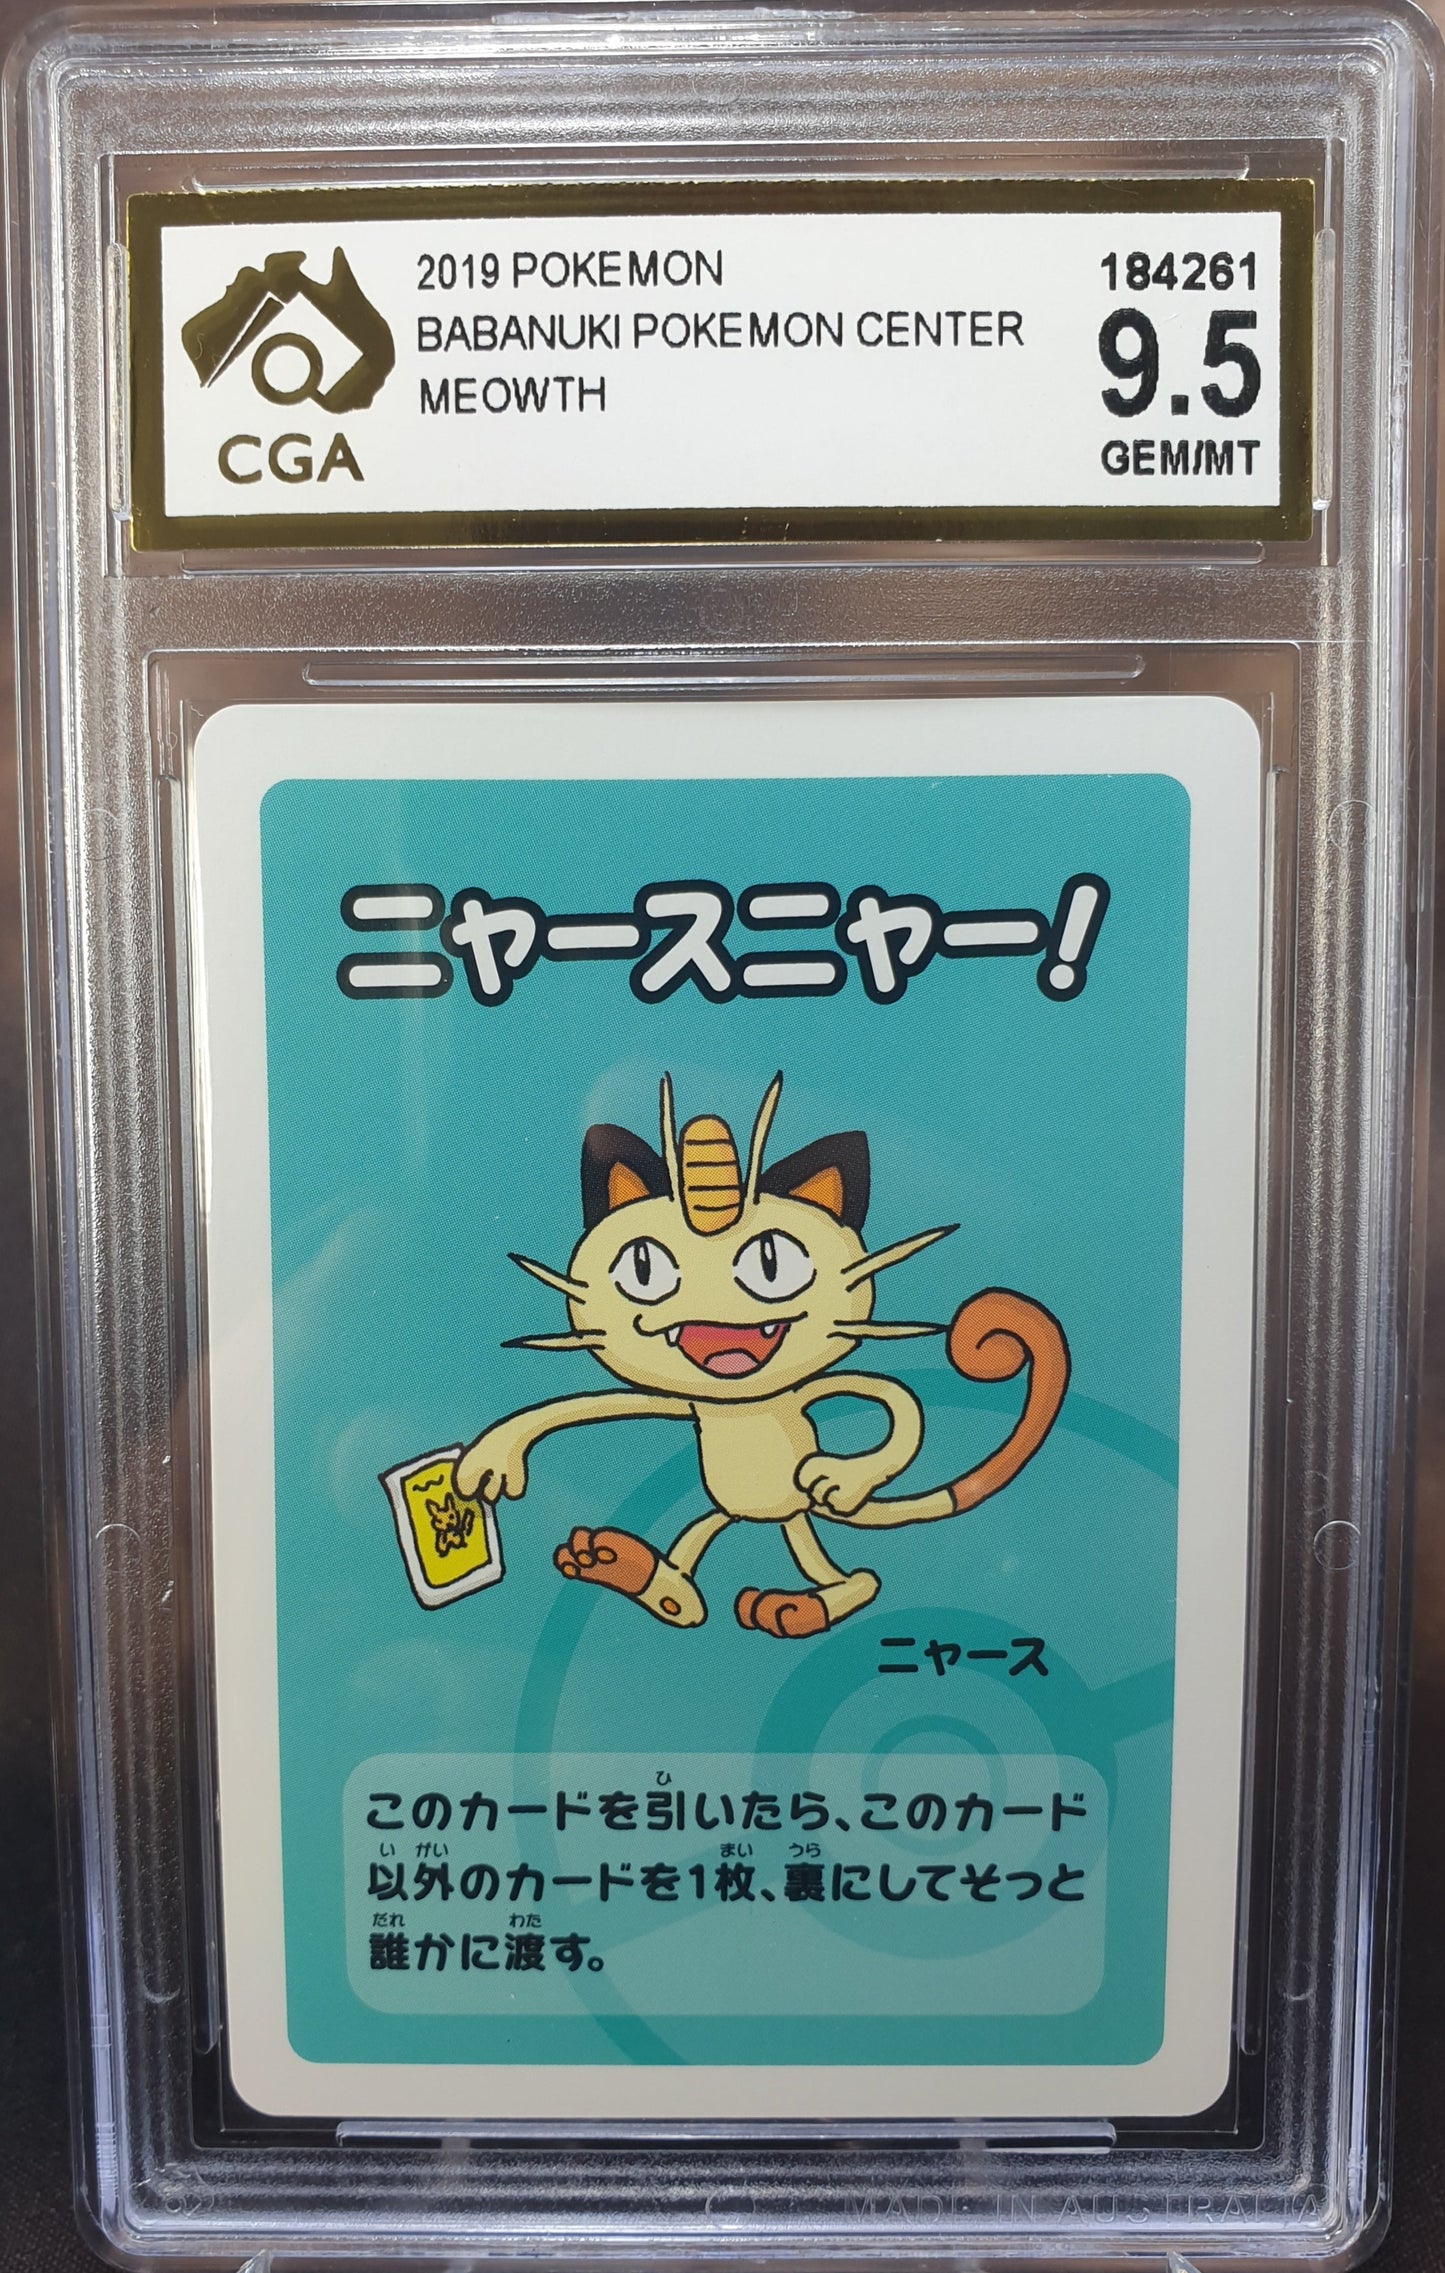 2019 POKEMON
BABANUKI POKEMON CENTER
MEOWTH
184261
9.5
GEM/MT
CGA
ニャースニャー!
ニャース
このカードを引いたら、このカード
以外のカードを1枚、裏にしてそっと
誰かに渡す。
MADE IN AUSTRALIA